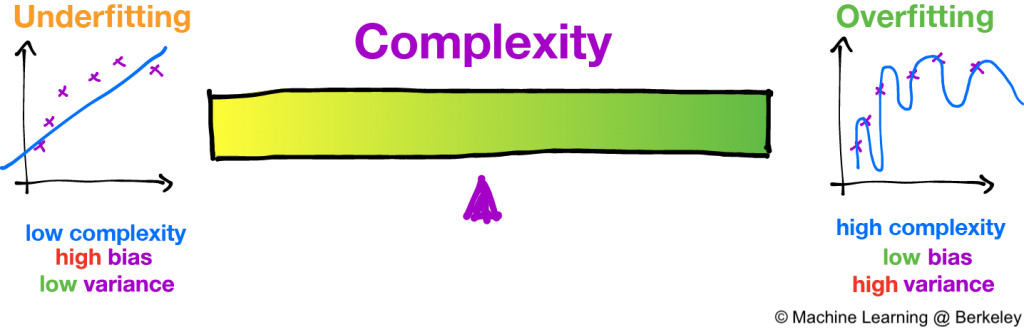 Underfitting
Complexity
Overfitting
low complexity
high bias
low variance
high complexity
low bias
high variance
© Machine Learning @ Berkeley